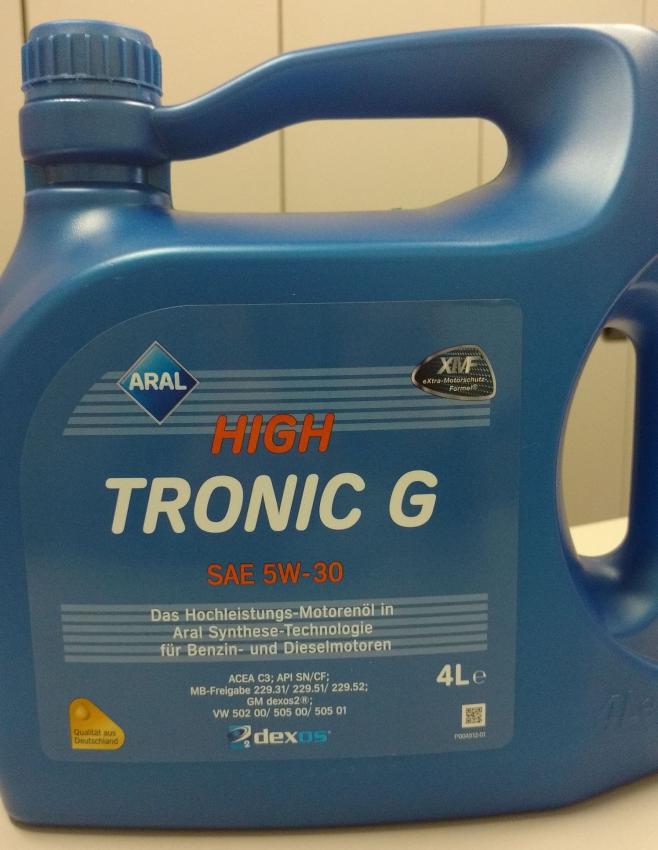 ARAL
XMF
eXtra-Motorschutz-
Formel®
HIGH
TRONIC G
SAE 5W-30
Das Hochleistungs-Motorenöl in
Aral Synthese-Technologie
für Benzin- und Dieselmotoren
4L e
ACEA C3; API SN/CF;
MB-Freigabe 229.31/ 229.51/ 229.52;
GM dexos2®;
VW 502 00/ 505 00/ 505 01
Qualität aus
Deutschland
2 dexos®